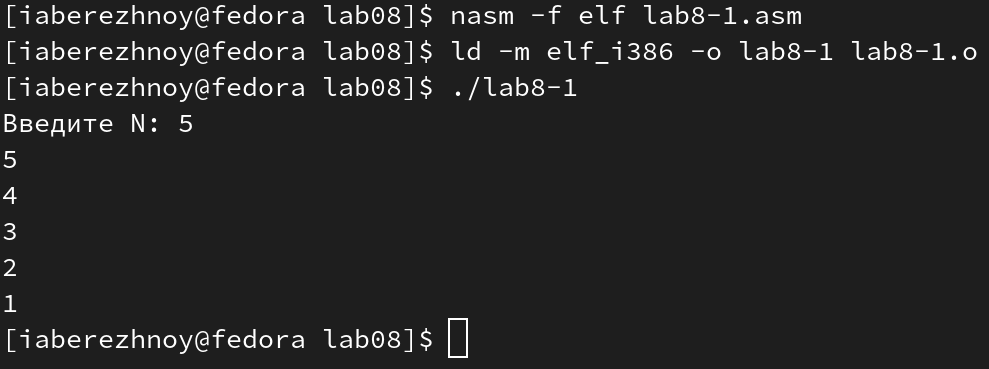 [iaberezhnoy@fedora lab08]$ nasm -f elf lab8-1.asm
[iaberezhnoy@fedora lab08]$ ld -m elf_i386 -o lab8-1 lab8-1.o
[iaberezhnoy@fedora lab08]$ ./lab8-1
Введите N: 5
5
4
3
2
1
[iaberezhnoy@fedora lab08]$